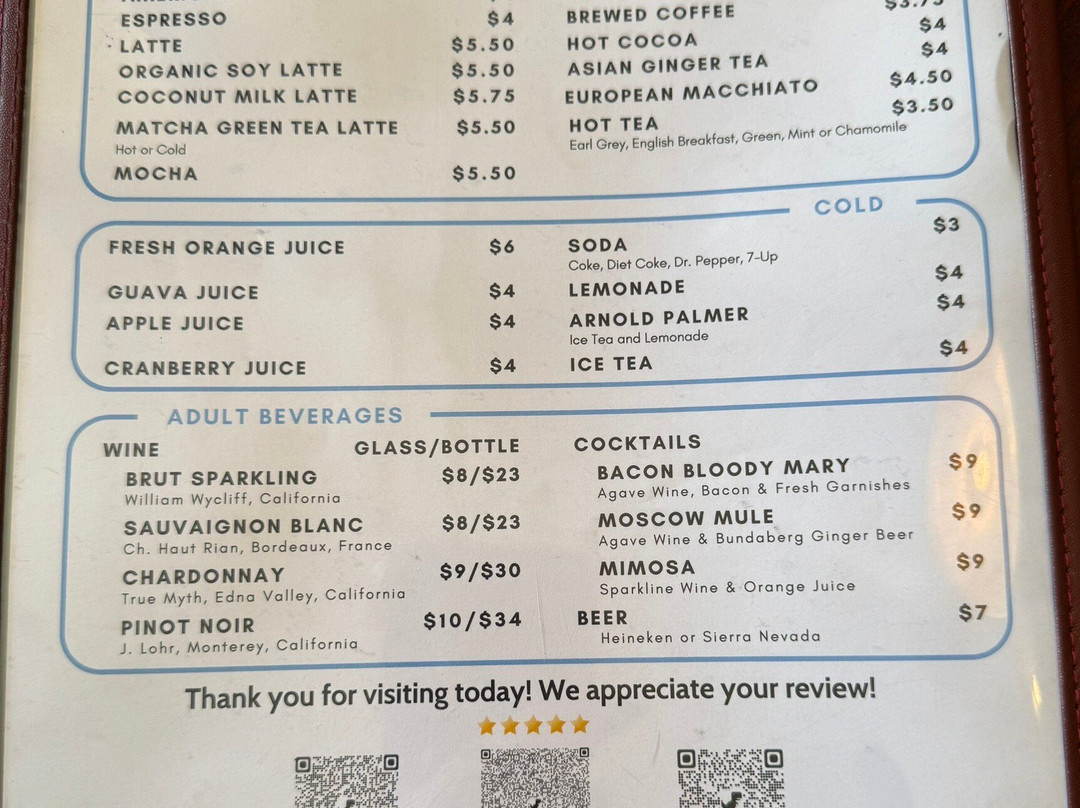 ESPRESSO $4
LATTE $5.50
ORGANIC SOY LATTE $5.50
COCONUT MILK LATTE $5.75
MATCHA GREEN TEA LATTE $5.50
Hot or Cold
MOCHA $5.50
$3.75
BREWED COFFEE $4
HOT COCOA $4
ASIAN GINGER TEA
EUROPEAN MACCHIATO $4.50
HOT TEA $3.50
Earl Grey, English Breakfast, Green, Mint or Chamomile
COLD
FRESH ORANGE JUICE $6
GUAVA JUICE $4
APPLE JUICE $4
CRANBERRY JUICE $4
SODA $3
Coke, Diet Coke, Dr. Pepper, 7-Up
LEMONADE $4
ARNOLD PALMER $4
Ice Tea and Lemonade
ICE TEA $4
ADULT BEVERAGES
WINE GLASS/BOTTLE
BRUT SPARKLING $8/$23
William Wycliff, California
SAUVAIGNON BLANC $8/$23
Ch. Haut Rian, Bordeaux, France
CHARDONNAY $9/$30
True Myth, Edna Valley, California
PINOT NOIR $10/$34
J. Lohr, Monterey, California
COCKTAILS
BACON BLOODY MARY $9
Agave Wine, Bacon & Fresh Garnishes
MOSCOW MULE $9
Agave Wine & Bundaberg Ginger Beer
MIMOSA $9
Sparkline Wine & Orange Juice
BEER $7
Heineken or Sierra Nevada
Thank you for visiting today! We appreciate your review!